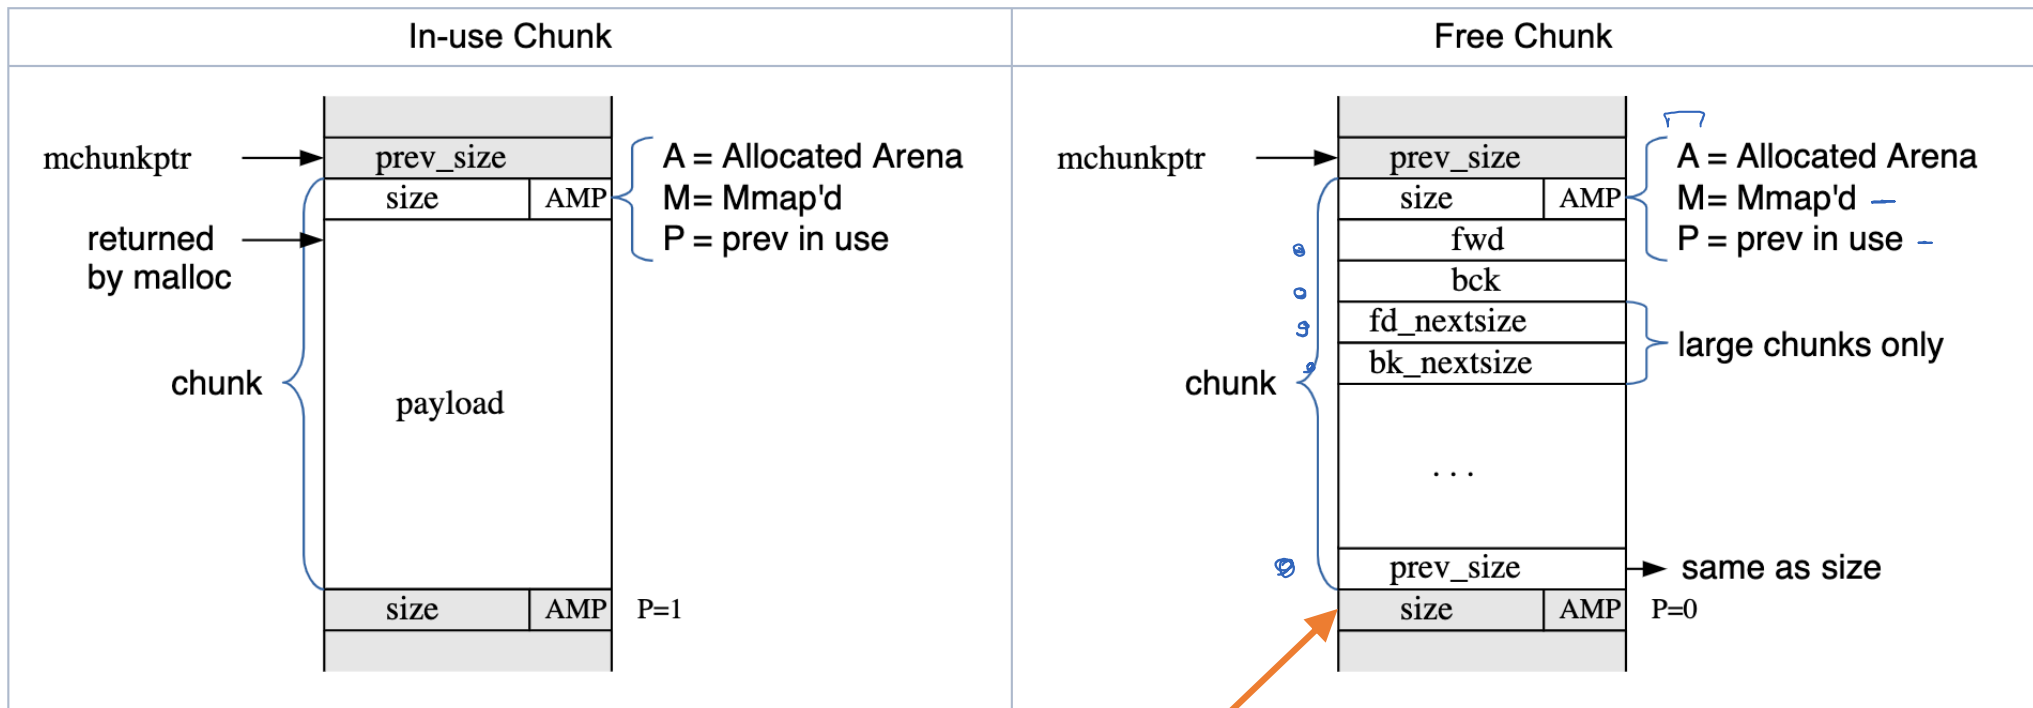 In-use Chunk
mchunkptr
prev_size
size AMP
A = Allocated Arena
M= Mmap'd
P = prev in use
returned
by malloc
chunk
payload
size AMP P=1
Free Chunk
mchunkptr
prev_size
size AMP
A = Allocated Arena
M= Mmap'd
P = prev in use
fwd
bck
fd_nextsize
bk_nextsize
large chunks only
chunk
...
prev_size
same as size
size AMP P=0